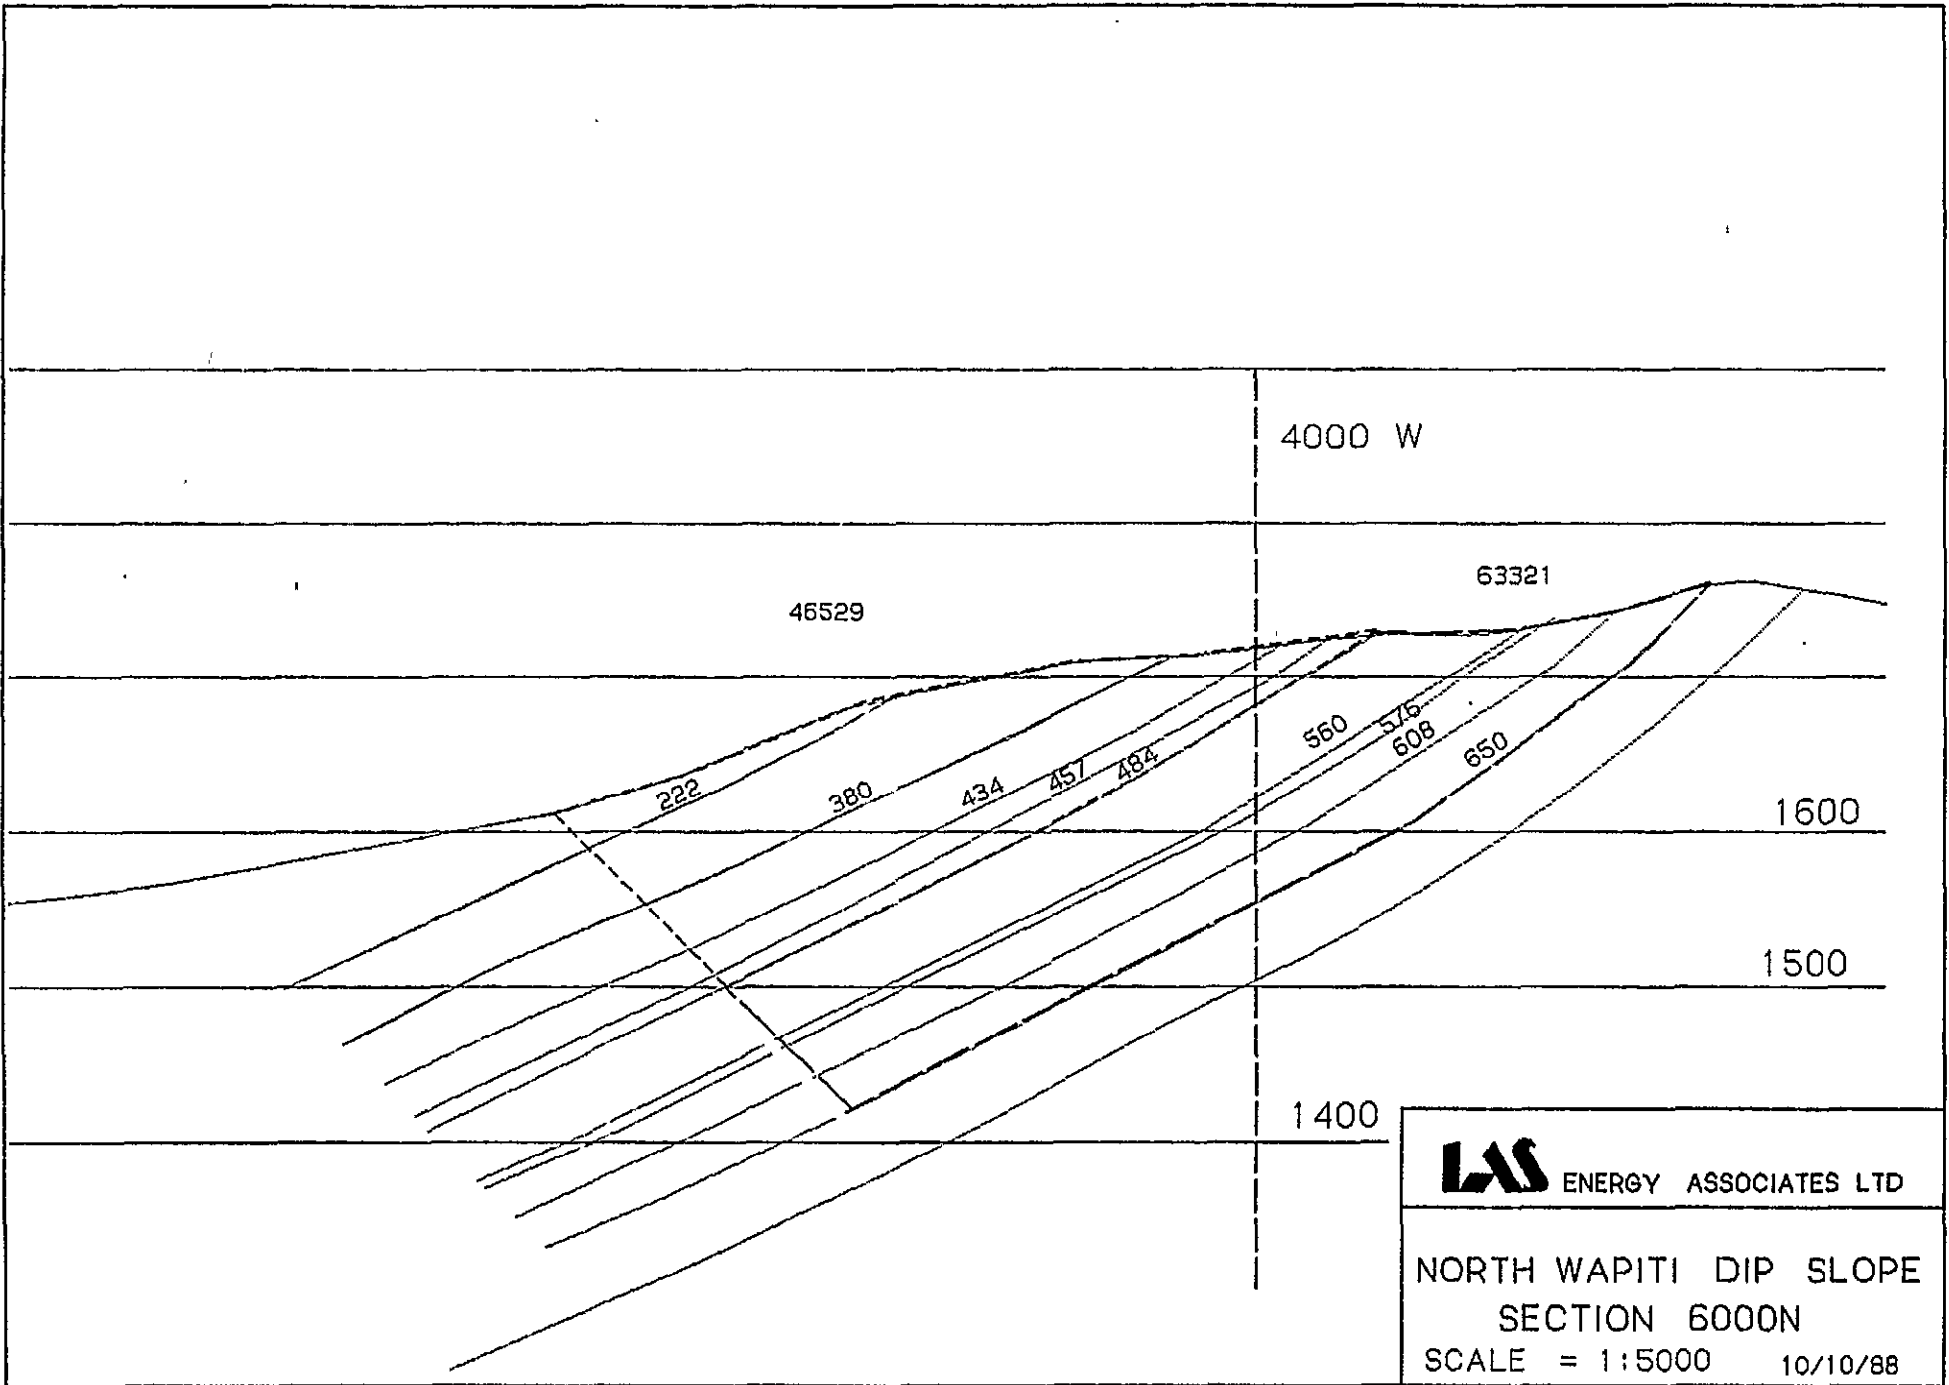 4000 W
63321
46529
222
380
434
457
484
560
576
608
650
1600
1500
1400
LAS ENERGY ASSOCIATES LTD
NORTH WAPITI DIP SLOPE
SECTION 6000N
SCALE = 1:5000 10/10/88